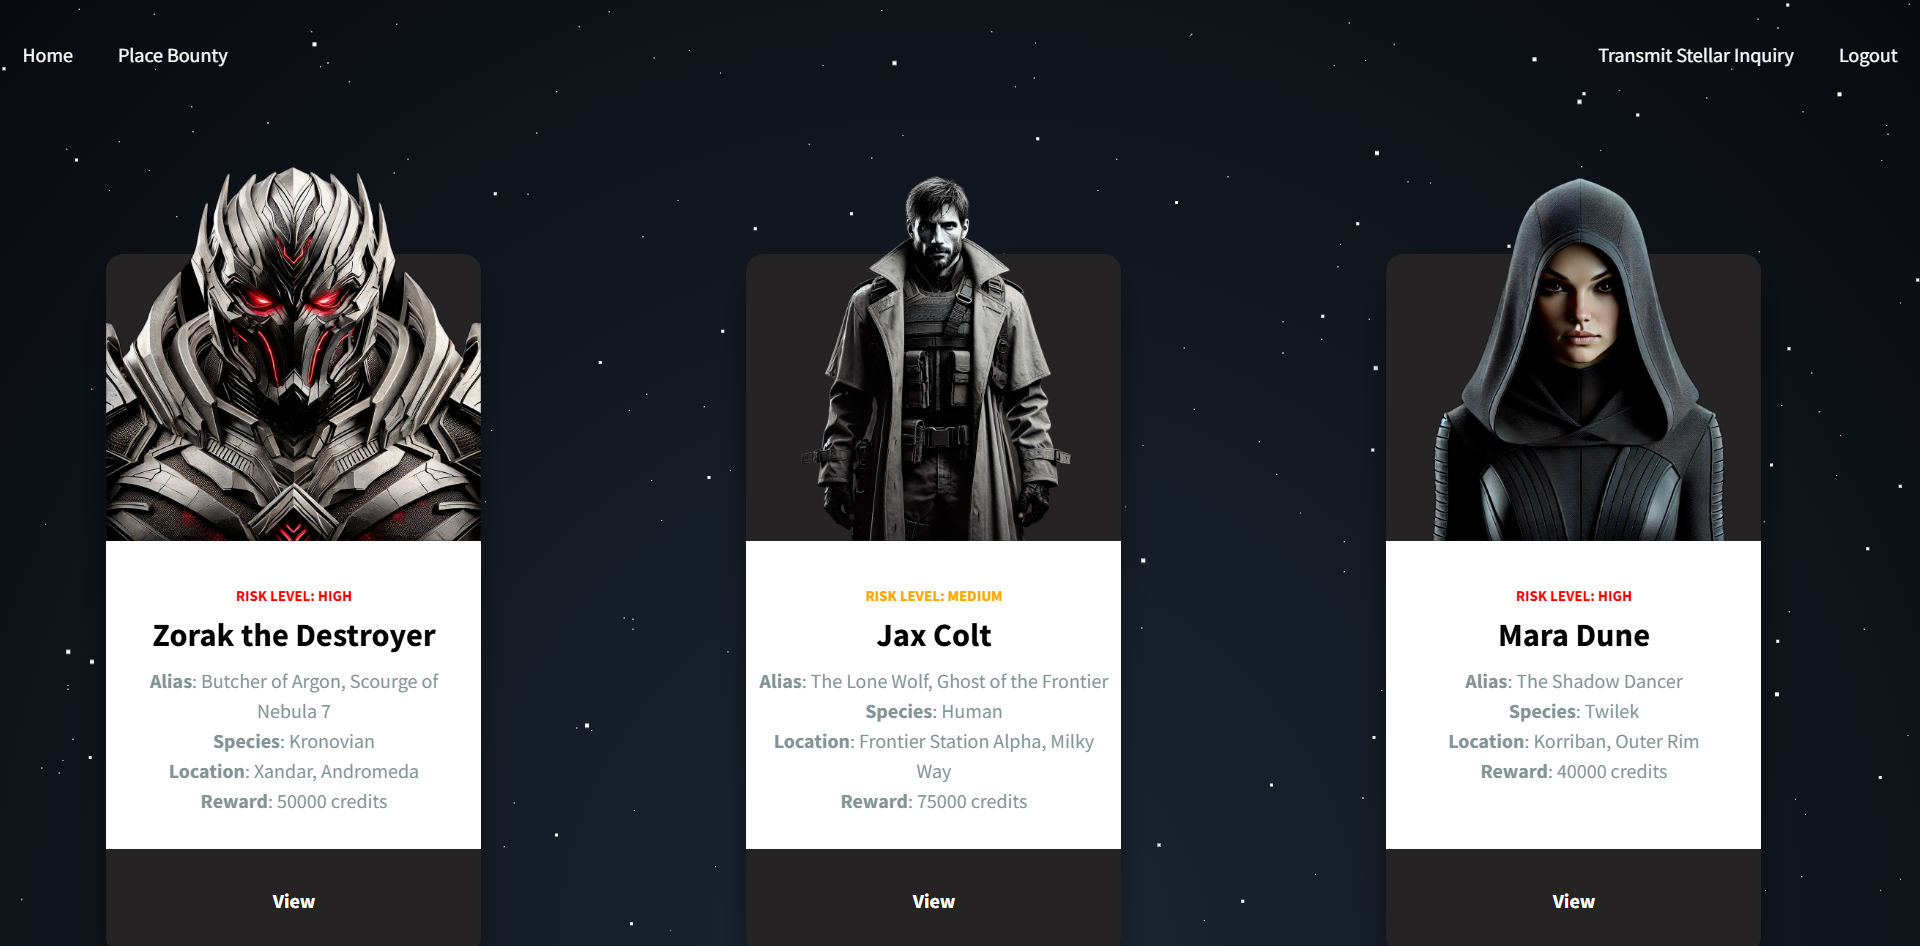 Home Place Bounty Transmit Stellar Inquiry Logout
RISK LEVEL: HIGH
Zorak the Destroyer
Alias: Butcher of Argon, Scourge of
Nebula 7
Species: Kronovian
Location: Xandar, Andromeda
Reward: 50000 credits
View
RISK LEVEL: MEDIUM
Jax Colt
Alias: The Lone Wolf, Ghost of the Frontier
Species: Human
Location: Frontier Station Alpha, Milky
Way
Reward: 75000 credits
View
RISK LEVEL: HIGH
Mara Dune
Alias: The Shadow Dancer
Species: Twilek
Location: Korriban, Outer Rim
Reward: 40000 credits
View